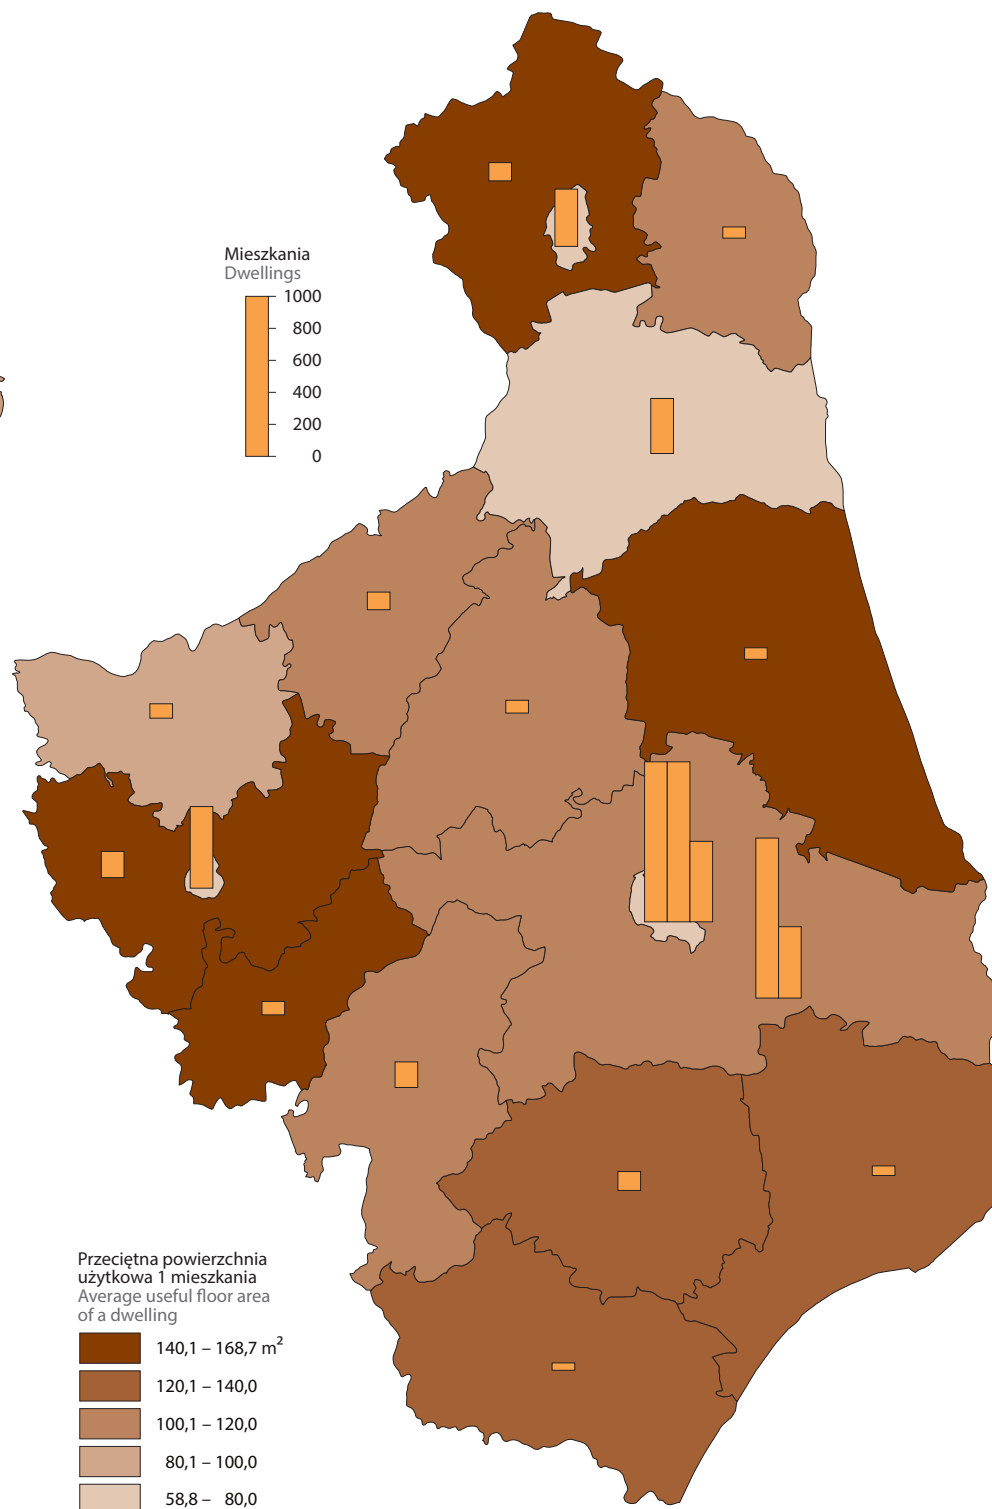 Mieszkania
Dwellings
1000
800
600
400
200
0
Przeciętna powierzchnia
użytkowa 1 mieszkania
Average useful floor area
of a dwelling
140,1 – 168,7 m²
120,1 – 140,0
100,1 – 120,0
80,1 – 100,0
58,8 – 80,0